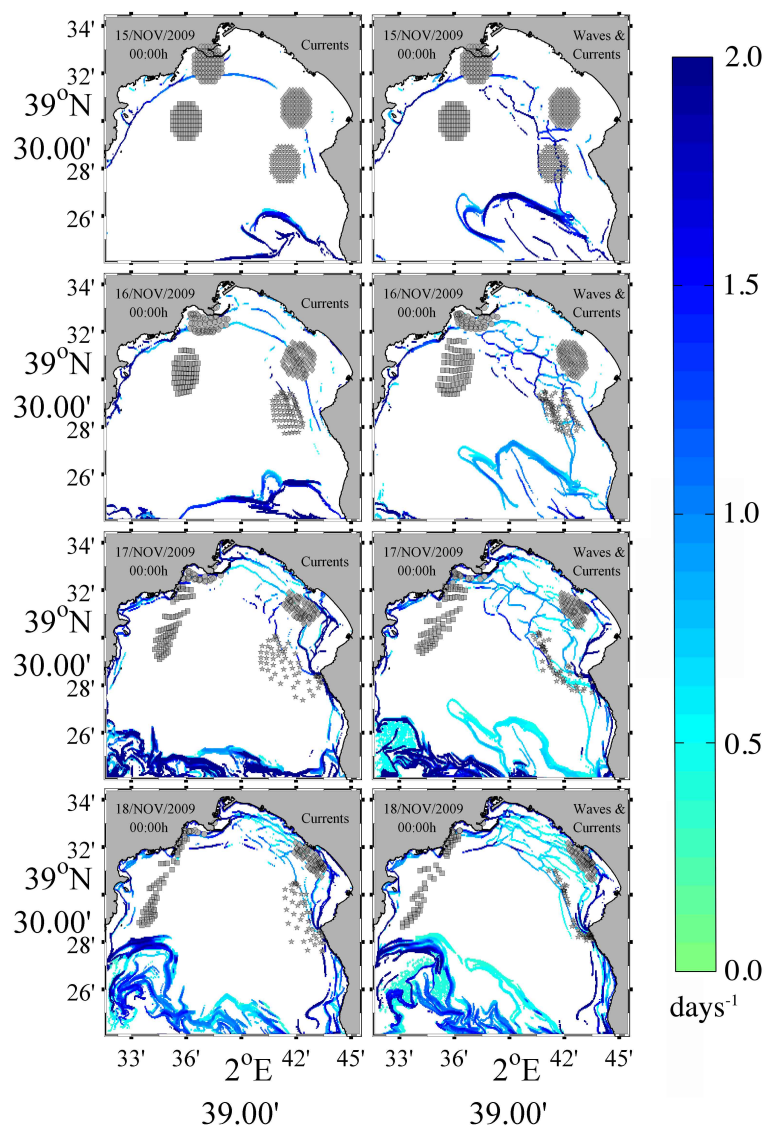 34' 15/NOV/2009 00:00h Currents
32'
39°N
30.00'
28'
26'
15/NOV/2009 00:00h Waves & Currents
34' 16/NOV/2009 00:00h Currents
32'
39°N
30.00'
28'
26'
16/NOV/2009 00:00h Waves & Currents
34' 17/NOV/2009 00:00h Currents
32'
39°N
30.00'
28'
26'
17/NOV/2009 00:00h Waves & Currents
34' 18/NOV/2009 00:00h Currents
32'
39°N
30.00'
28'
26'
18/NOV/2009 00:00h Waves & Currents
33' 36' 2°E 42' 45' 33' 36' 2°E 42' 45'
39.00' 39.00'
2.0
1.5
1.0
0.5
0.0
days-1